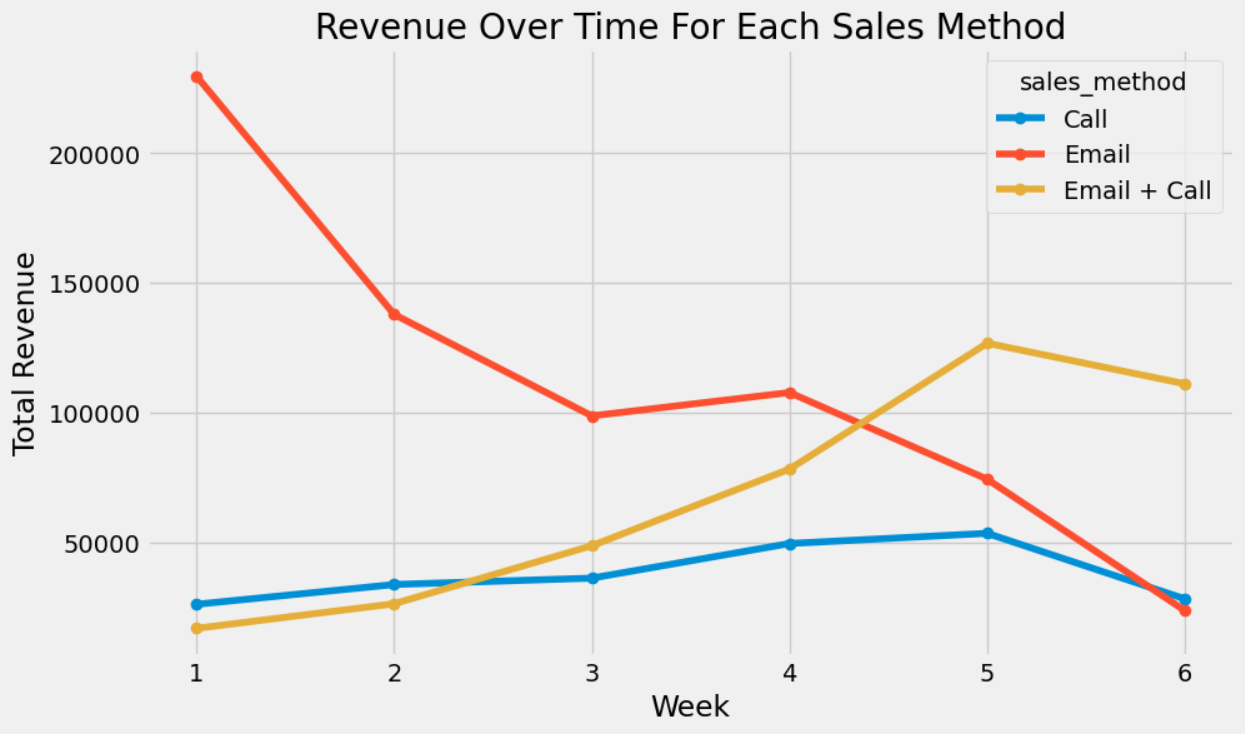 Revenue Over Time For Each Sales Method
sales_method
Call
Email
Email + Call
Total Revenue
200000
150000
100000
50000
1 2 3 4 5 6
Week